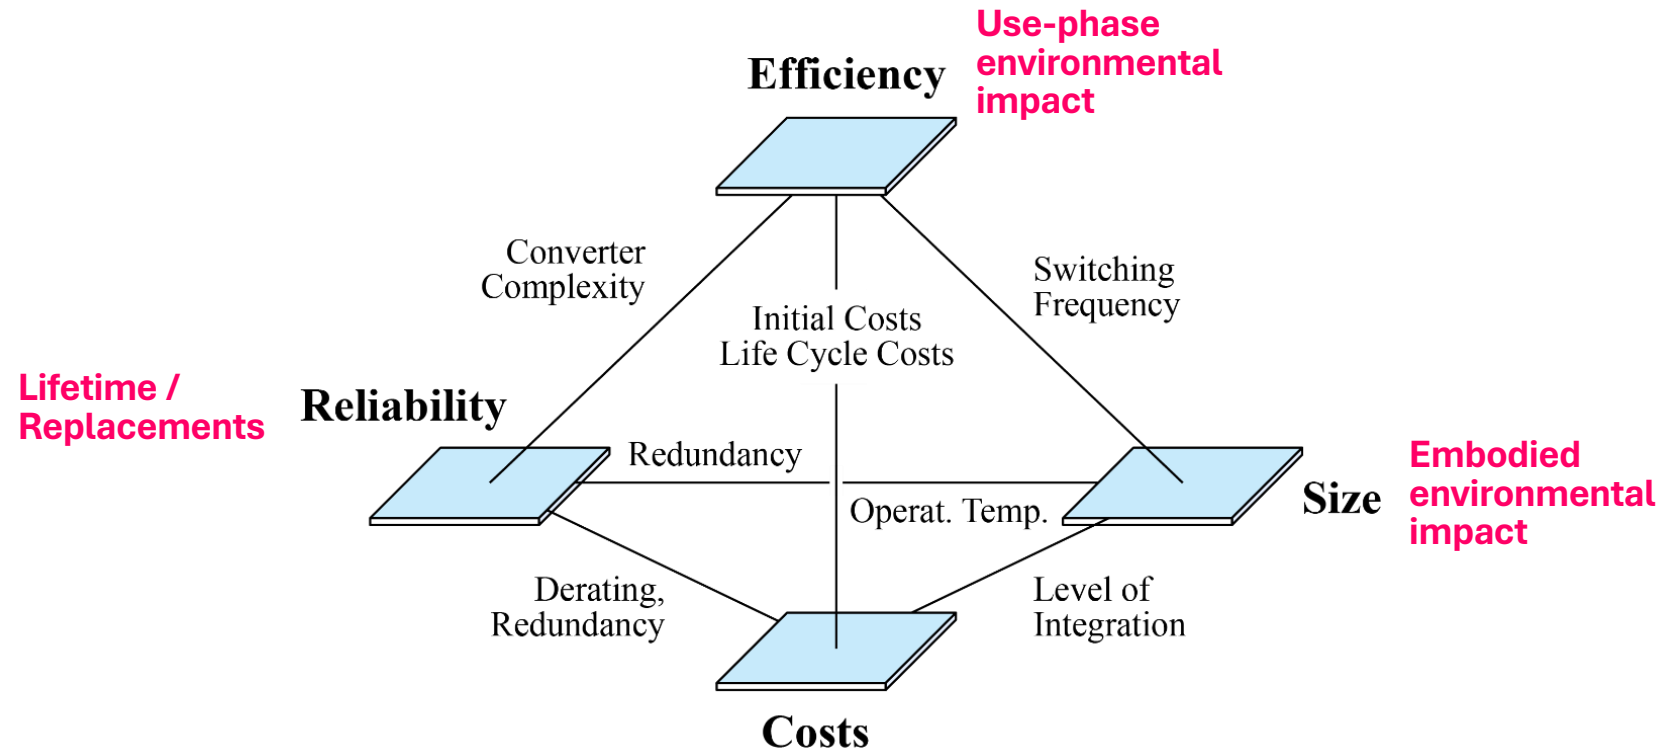 Use-phase
environmental
impact
Efficiency
Converter
Complexity
Switching
Frequency
Initial Costs
Life Cycle Costs
Lifetime /
Replacements
Reliability
Redundancy
Operat. Temp.
Size
Embodied
environmental
impact
Derating,
Redundancy
Level of
Integration
Costs